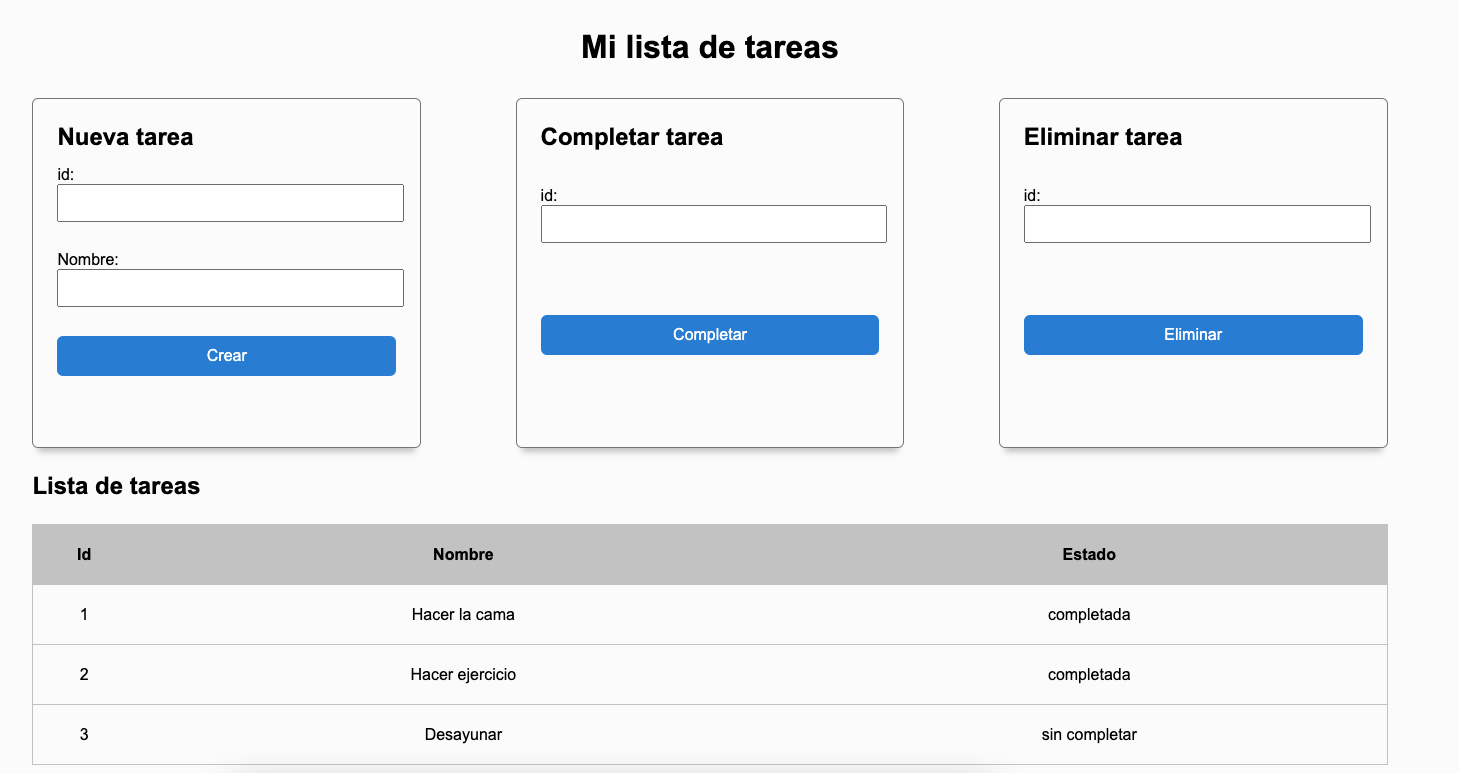 Mi lista de tareas
Nueva tarea
id:
Nombre:
Crear
Completar tarea
id:
Completar
Eliminar tarea
id:
Eliminar
Lista de tareas
Id Nombre Estado
1 Hacer la cama completada
2 Hacer ejercicio completada
3 Desayunar sin completar